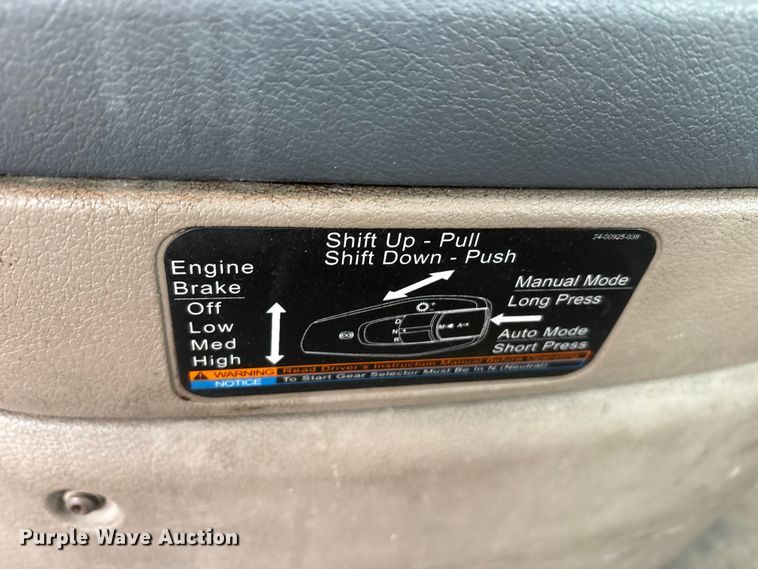 Shift Up - Pull
Shift Down - Push
24-00925-038
Engine
Brake
Off
Low
Med
High
Manual Mode
Long Press
Auto Mode
Short Press
D
N
R
M A
WARNING Read Driver's Instruction Manual Before Operating
NOTICE To Start Gear Selector Must Be In N (Neutral)
Purple Wave Auction